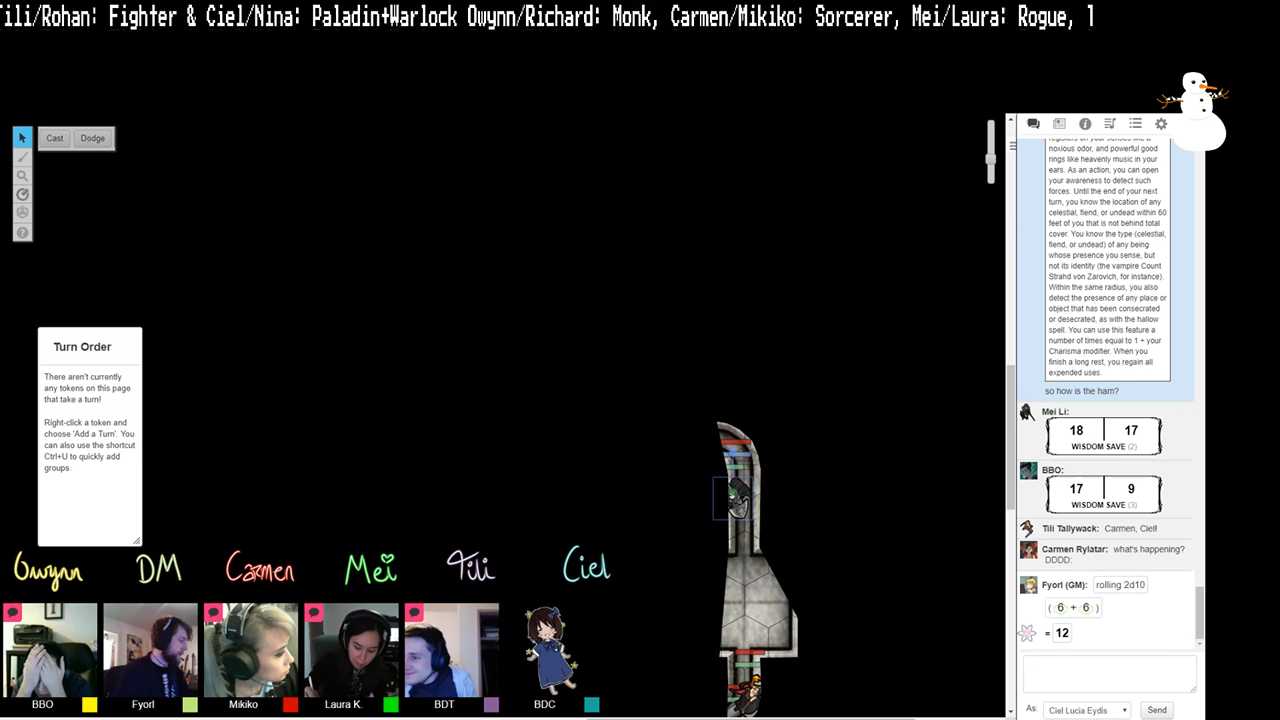 Tili/Rohan: Fighter & Ciel/Nina: Paladin+Warlock Owynn/Richard: Monk, Carmen/Mikiko: Sorcerer, Mei/Laura: Rogue,
Cast
Dodge
Turn Order
There aren't currently
any tokens on this page
that take a turn!
Right-click a token and
choose 'Add a Turn'. You
can also use the shortcut
Ctrl+U to quickly add
groups.
noxious odor, and powerful good
rings like heavenly music in your
ears. As an action, you can open
your awareness to detect such
forces. Until the end of your next
turn, you know the location of any
celestial, fiend, or undead within 60
feet of you that is not behind total
cover. You know the type (celestial,
fiend, or undead) of any being
whose presence you sense, but
not its identity (the vampire Count
Strahd von Zarovich, for instance).
Within the same radius, you also
detect the presence of any place or
object that has been consecrated
or desecrated, as with the hallow
spell. You can use this feature a
number of times equal to 1 + your
Charisma modifier. When you
finish a long rest, you regain all
expended uses.
so how is the ham?
Mei Li:
18 17
WISDOM SAVE (2)
BBO:
17 9
WISDOM SAVE (3)
Tili Tallywack: Carmen, Ciel!
Carmen Rylatar: what's happening?
DDDD:
Fyorl (GM): rolling 2d10
(6+6)
= 12
As: Ciel Lucia Eydis Send
Owynn DM Carmen Mei Tili Ciel
BBO Fyorl Mikiko Laura K. BDT BDC